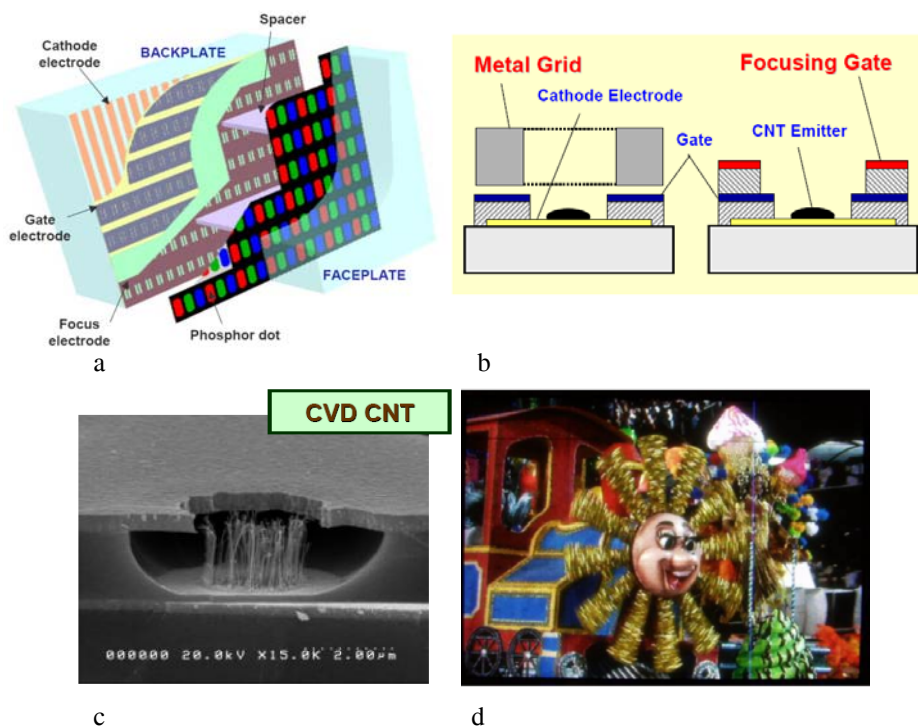 Spacer
Cathode
electrode
BACKPLATE
Gate
electrode
FACEPLATE
Focus
electrode
Phosphor dot
a
Metal Grid
Focusing Gate
Cathode Electrode
Gate
CNT Emitter
b
CVD CNT
000000 20.0kV X15.0K 2.00μm
c
d